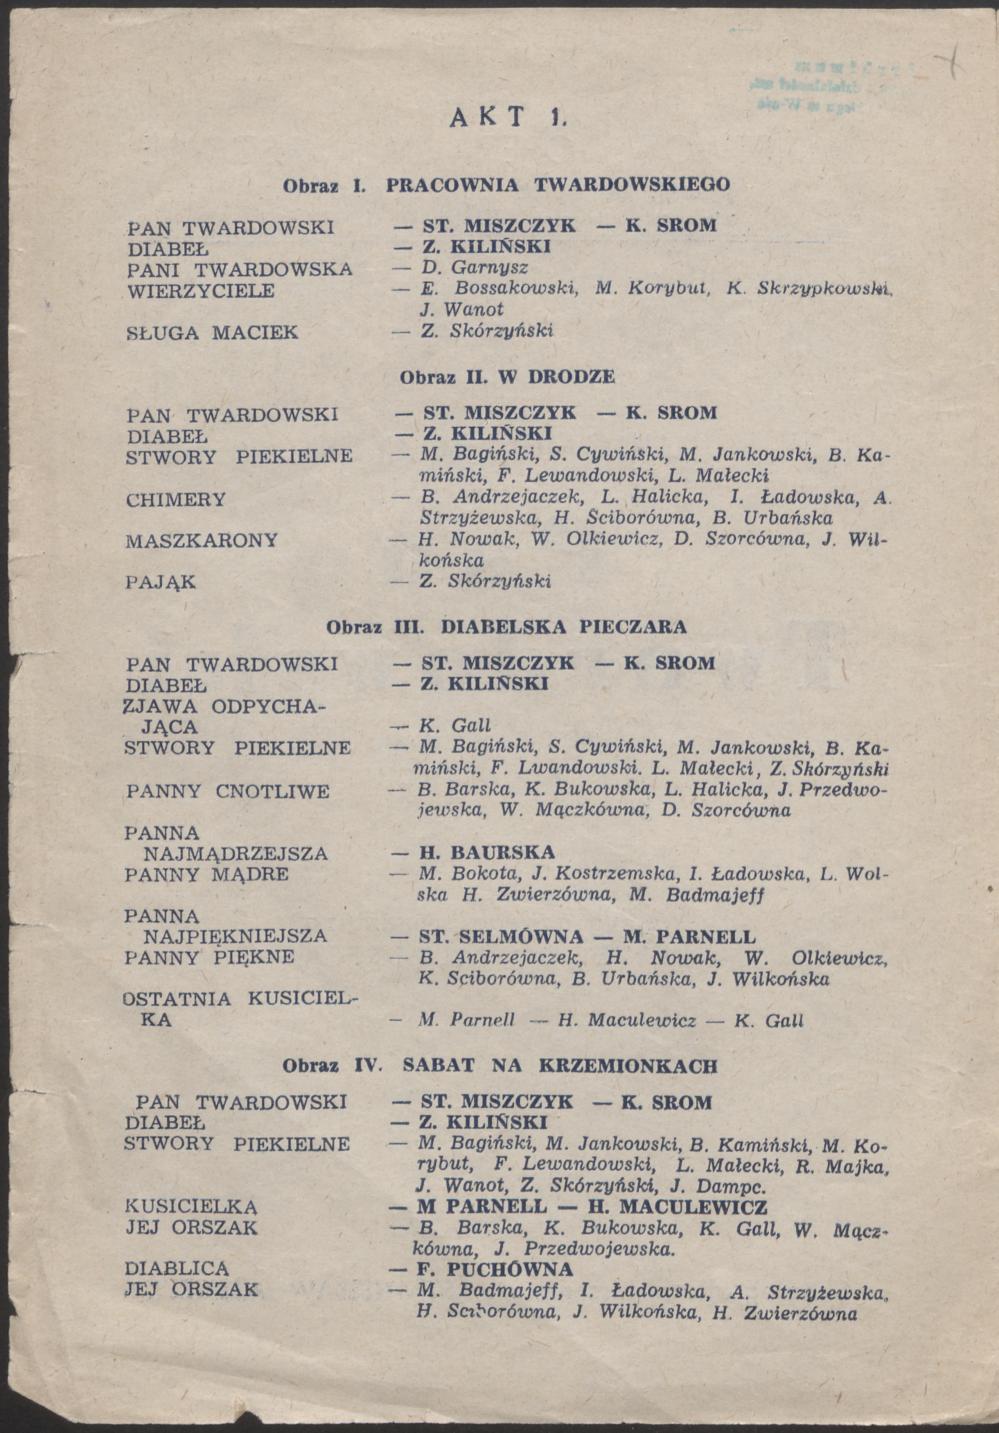 AKT 1.
Obraz I. PRACOWNIA TWARDOWSKIEGO
PAN TWARDOWSKI — ST. MISZCZYK — K. SROM
DIABEŁ — Z. KILIŃSKI
PANI TWARDOWSKA — D. Garnysz
WIERZYCIELE — E. Bossakowski, M. Korybut, K. Skrzypkowski,
J. Wanot
SŁUGA MACIEK — Z. Skórzyński
Obraz II. W DRODZE
PAN TWARDOWSKI — ST. MISZCZYK — K. SROM
DIABEŁ — Z. KILIŃSKI
STWORY PIEKIELNE — M. Bagiński, S. Cywiński, M. Jankowski, B. Ka-
miński, F. Lewandowski, L. Małecki
CHIMERY — B. Andrzejaczek, L. Halicka, I. Ładowska, A.
Strzyżewska, H. Sciborówna, B. Urbańska
MASZKARONY — H. Nowak, W. Olkiewicz, D. Szorcówna, J. Wil-
końska
PAJĄK — Z. Skórzyński
Obraz III. DIABELSKA PIECZARA
PAN TWARDOWSKI — ST. MISZCZYK — K. SROM
DIABEŁ — Z. KILIŃSKI
ZJAWA ODPYCHA-
JĄCA — K. Gall
STWORY PIEKIELNE — M. Bagiński, S. Cywiński, M. Jankowski, B. Ka-
miński, F. Lwandowski. L. Małecki, Z. Skórzyński
PANNY CNOTLIWE — B. Barska, K. Bukowska, L. Halicka, J. Przedwo-
jewska, W. Mączkówna, D. Szorcówna
PANNA
NAJMĄDRZEJSZA — H. BAURSKA
PANNY MĄDRE — M. Bokota, J. Kostrzemska, I. Ładowska, L. Wol-
ska H. Zwierzówna, M. Badmajeff
PANNA
NAJPIĘKNIEJSZA — ST. SELMÓWNA — M. PARNELL
PANNY PIĘKNE — B. Andrzejaczek, H. Nowak, W. Olkiewicz,
K. Sciborówna, B. Urbańska, J. Wilkońska
OSTATNIA KUSICIEL-
KA — M. Parnell — H. Maculewicz — K. Gall
Obraz IV. SABAT NA KRZEMIONKACH
PAN TWARDOWSKI — ST. MISZCZYK — K. SROM
DIABEŁ — Z. KILIŃSKI
STWORY PIEKIELNE — M. Bagiński, M. Jankowski, B. Kamiński, M. Ko-
rybut, F. Lewandowski, L. Małecki, R. Majka,
J. Wanot, Z. Skórzyński, J. Dampc.
KUSICIELKA — M PARNELL — H. MACULEWICZ
JEJ ORSZAK — B. Barska, K. Bukowska, K. Gall, W. Mącz-
kówna, J. Przedwojewska.
DIABLICA — F. PUCHÓWNA
JEJ ORSZAK — M. Badmajeff, I. Ładowska, A. Strzyżewska,
H. Sciborówna, J. Wilkońska, H. Zwierzówna